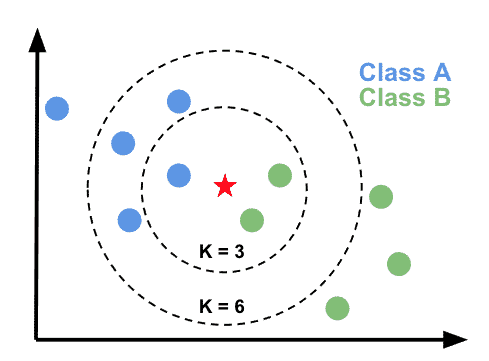 Class A
Class B
K = 3
K = 6